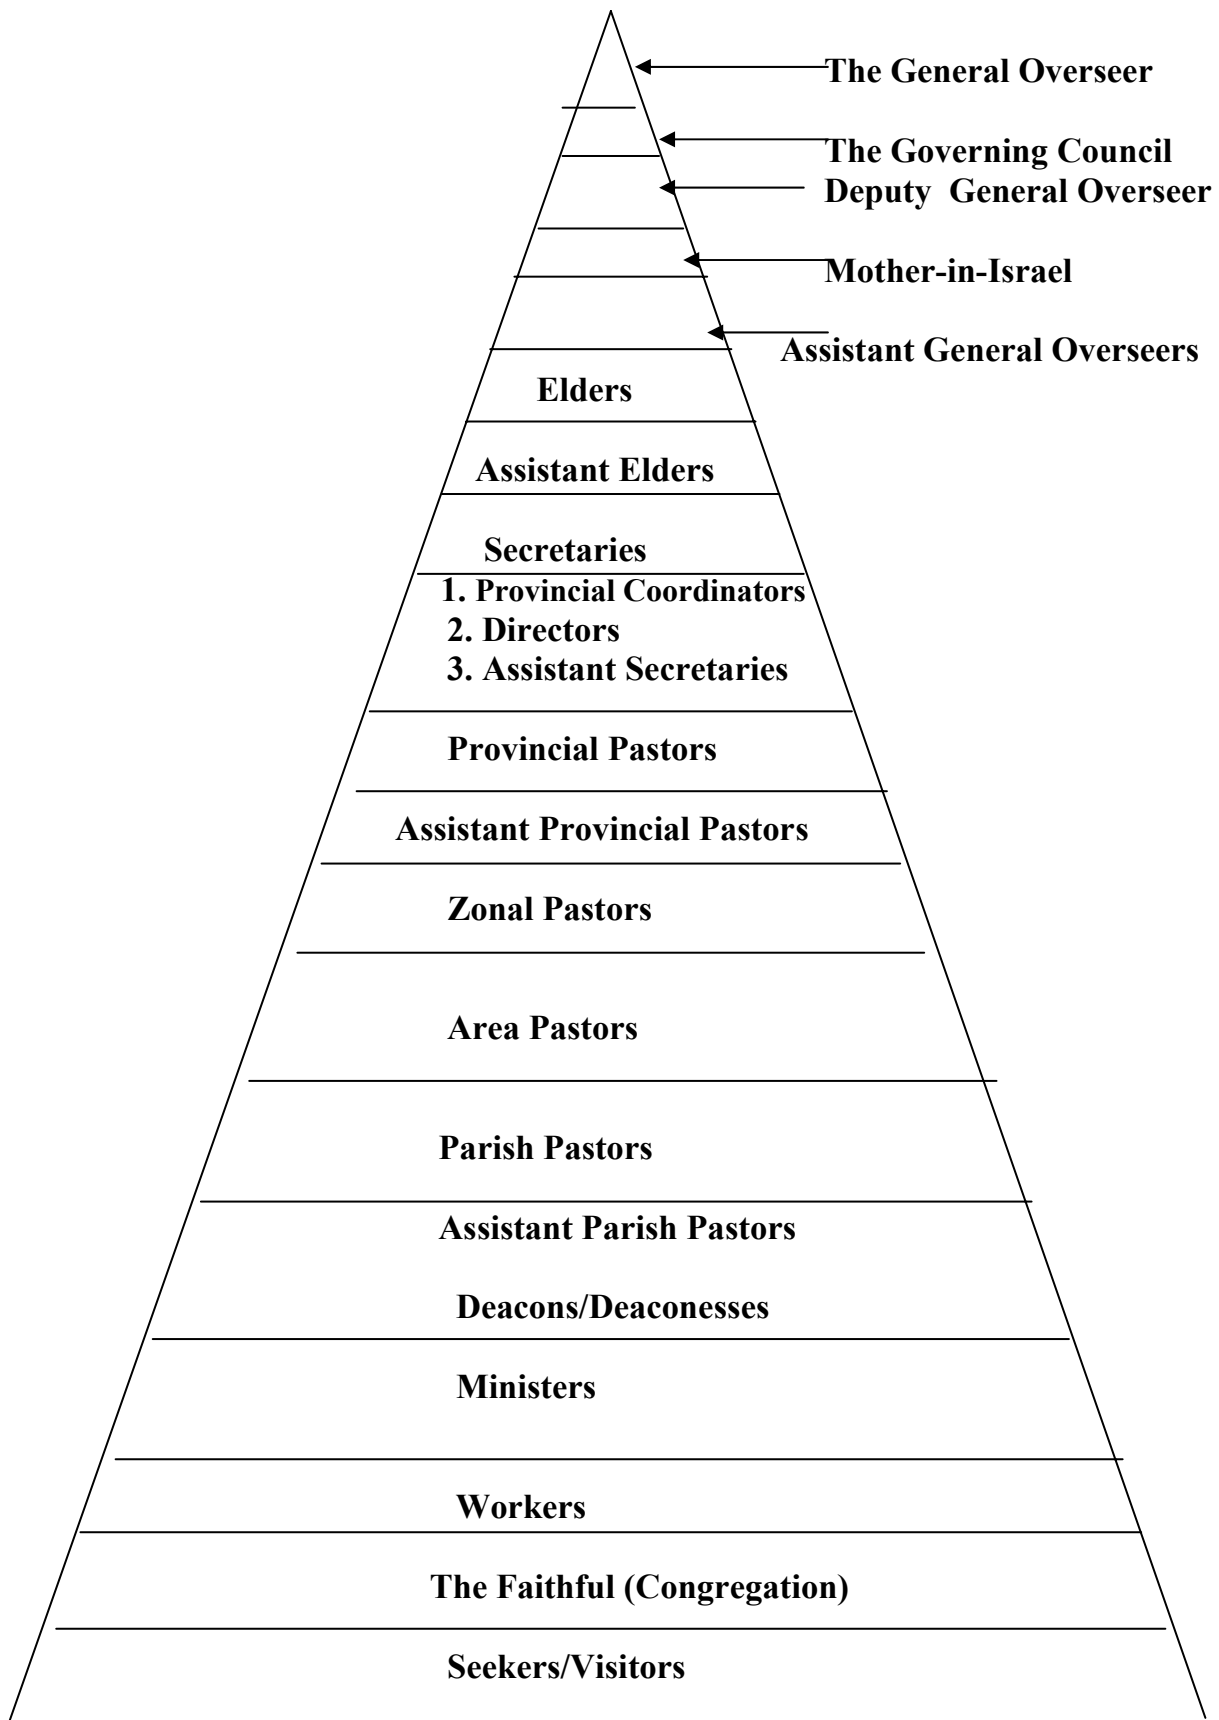 The General Overseer
The Governing Council
Deputy General Overseer
Mother-in-Israel
Assistant General Overseers
Elders
Assistant Elders
Secretaries
1. Provincial Coordinators
2. Directors
3. Assistant Secretaries
Provincial Pastors
Assistant Provincial Pastors
Zonal Pastors
Area Pastors
Parish Pastors
Assistant Parish Pastors
Deacons/Deaconesses
Ministers
Workers
The Faithful (Congregation)
Seekers/Visitors